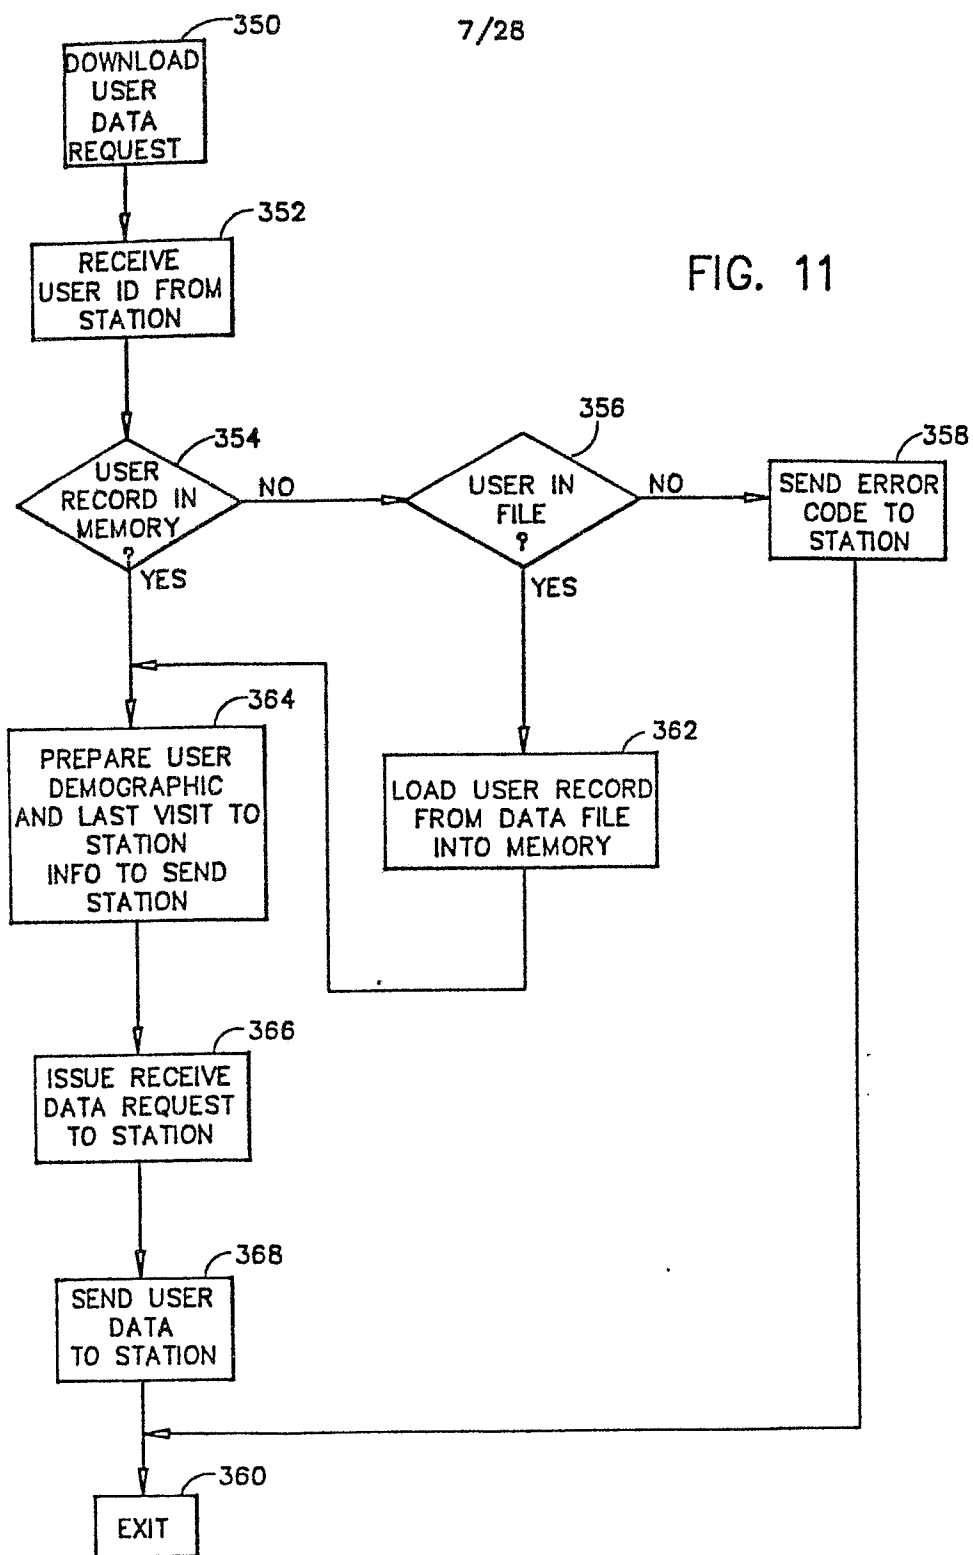 350
7/28
DOWNLOAD
USER
DATA
REQUEST
352
RECEIVE
USER ID FROM
STATION
FIG. 11
354
USER
RECORD IN
MEMORY
?
NO
YES
356
USER IN
FILE
?
NO
YES
358
SEND ERROR
CODE TO
STATION
364
PREPARE USER
DEMOGRAPHIC
AND LAST VISIT TO
STATION
INFO TO SEND
STATION
362
LOAD USER RECORD
FROM DATA FILE
INTO MEMORY
366
ISSUE RECEIVE
DATA REQUEST
TO STATION
368
SEND USER
DATA
TO STATION
360
EXIT